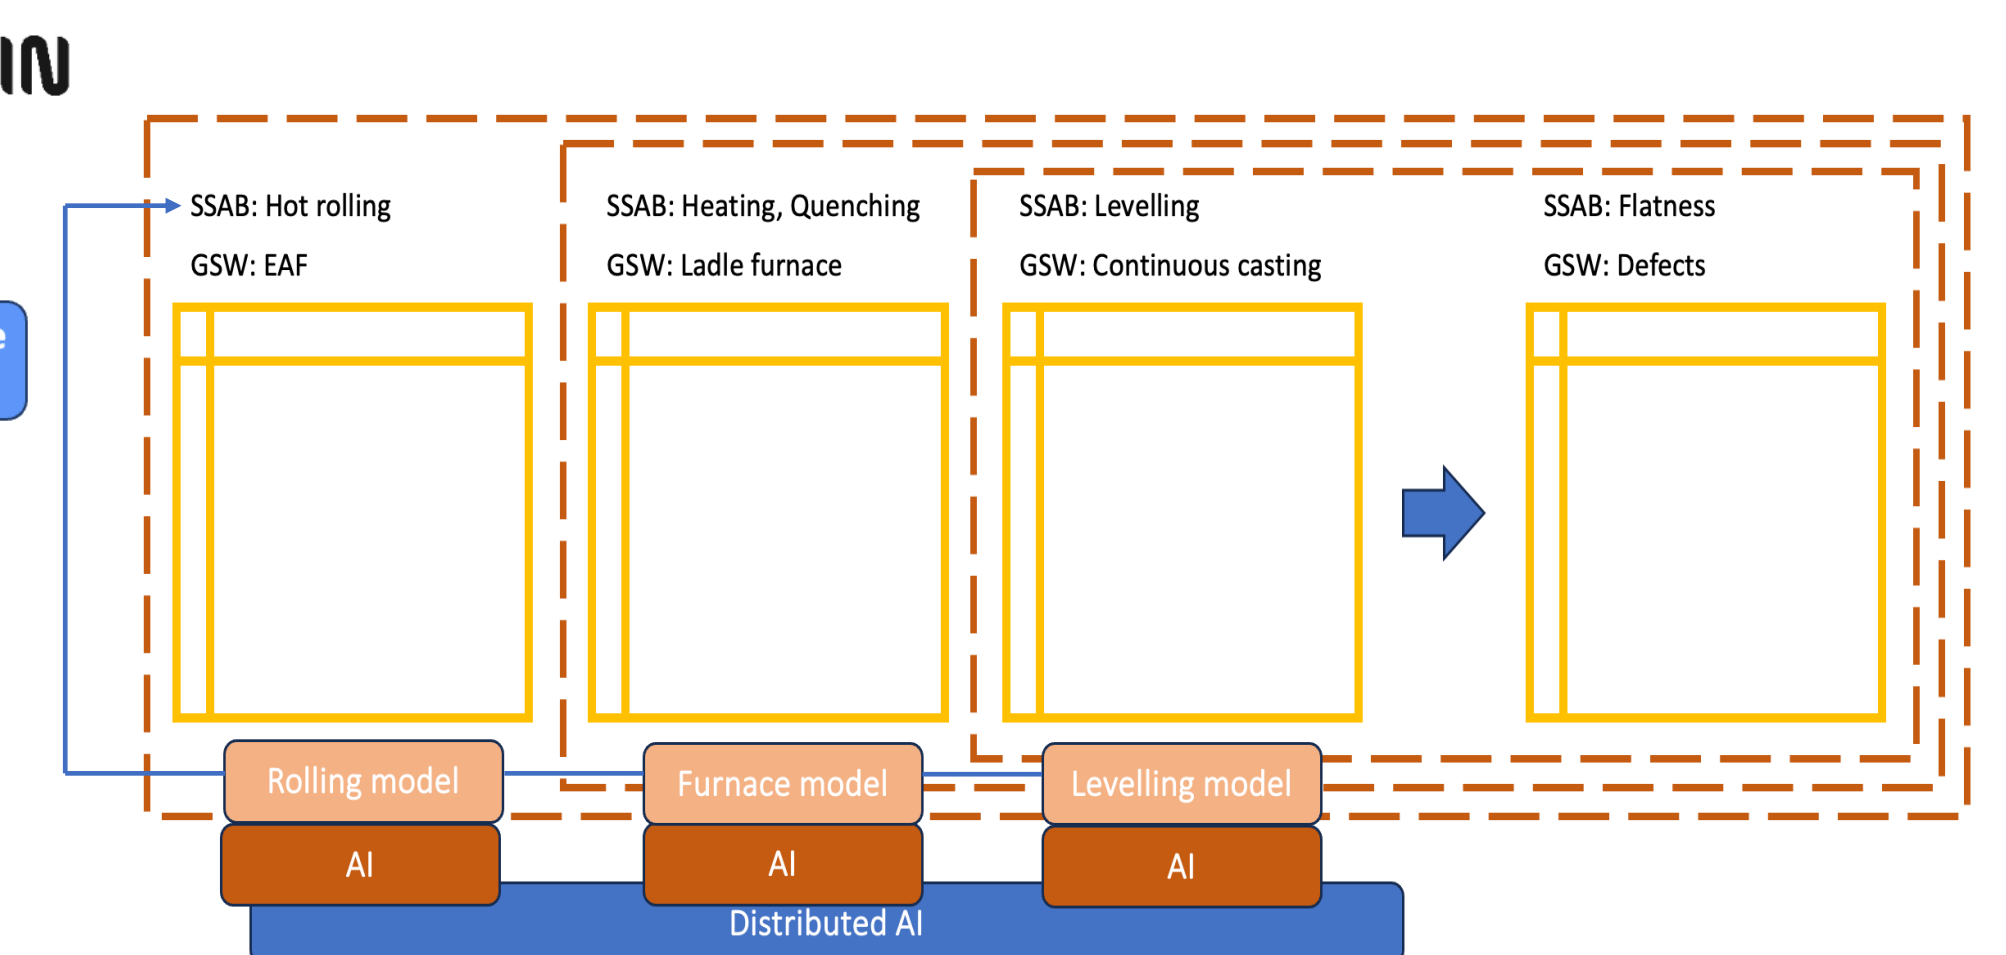 IN
SSAB: Hot rolling
GSW: EAF
SSAB: Heating, Quenching
GSW: Ladle furnace
SSAB: Levelling
GSW: Continuous casting
SSAB: Flatness
GSW: Defects
e
Rolling model
Furnace model
Levelling model
AI
AI
AI
Distributed AI